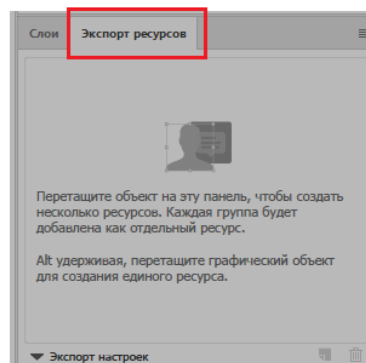 Слои Экспорт ресурсов
Перетащите объект на эту панель, чтобы создать
несколько ресурсов. Каждая группа будет
добавлена как отдельный ресурс.
Alt удерживая, перетащите графический объект
для создания единого ресурса.
Экспорт настроек